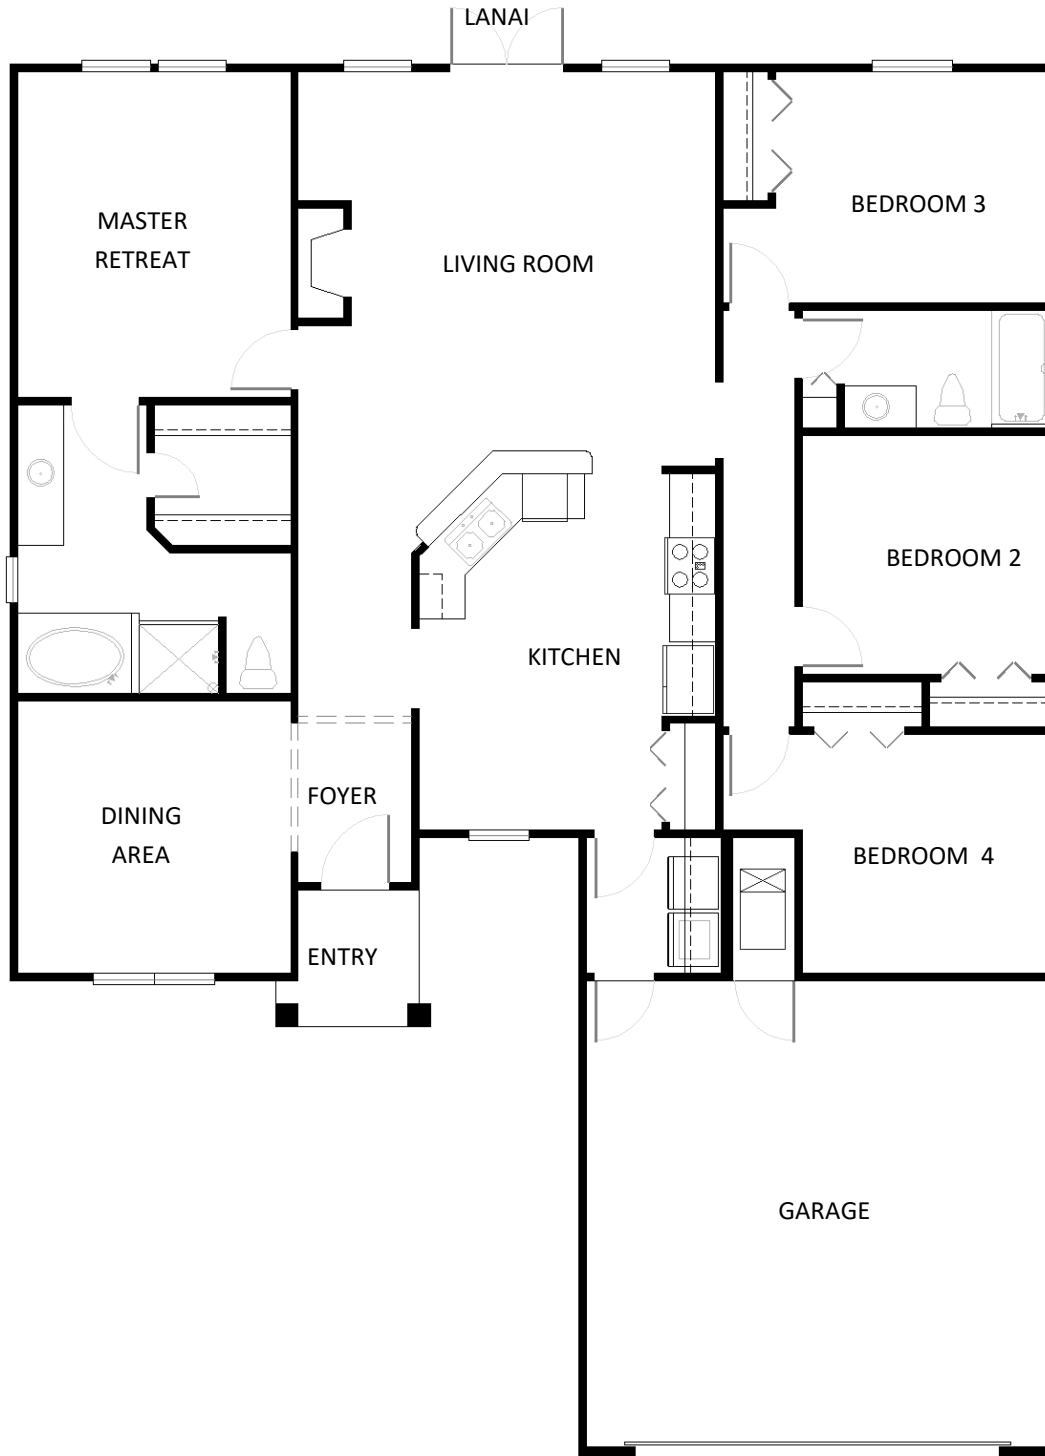 LANAI
MASTER
RETREAT
LIVING ROOM
BEDROOM 3
BEDROOM 2
KITCHEN
FOYER
DINING
AREA
BEDROOM  4
ENTRY
GARAGE